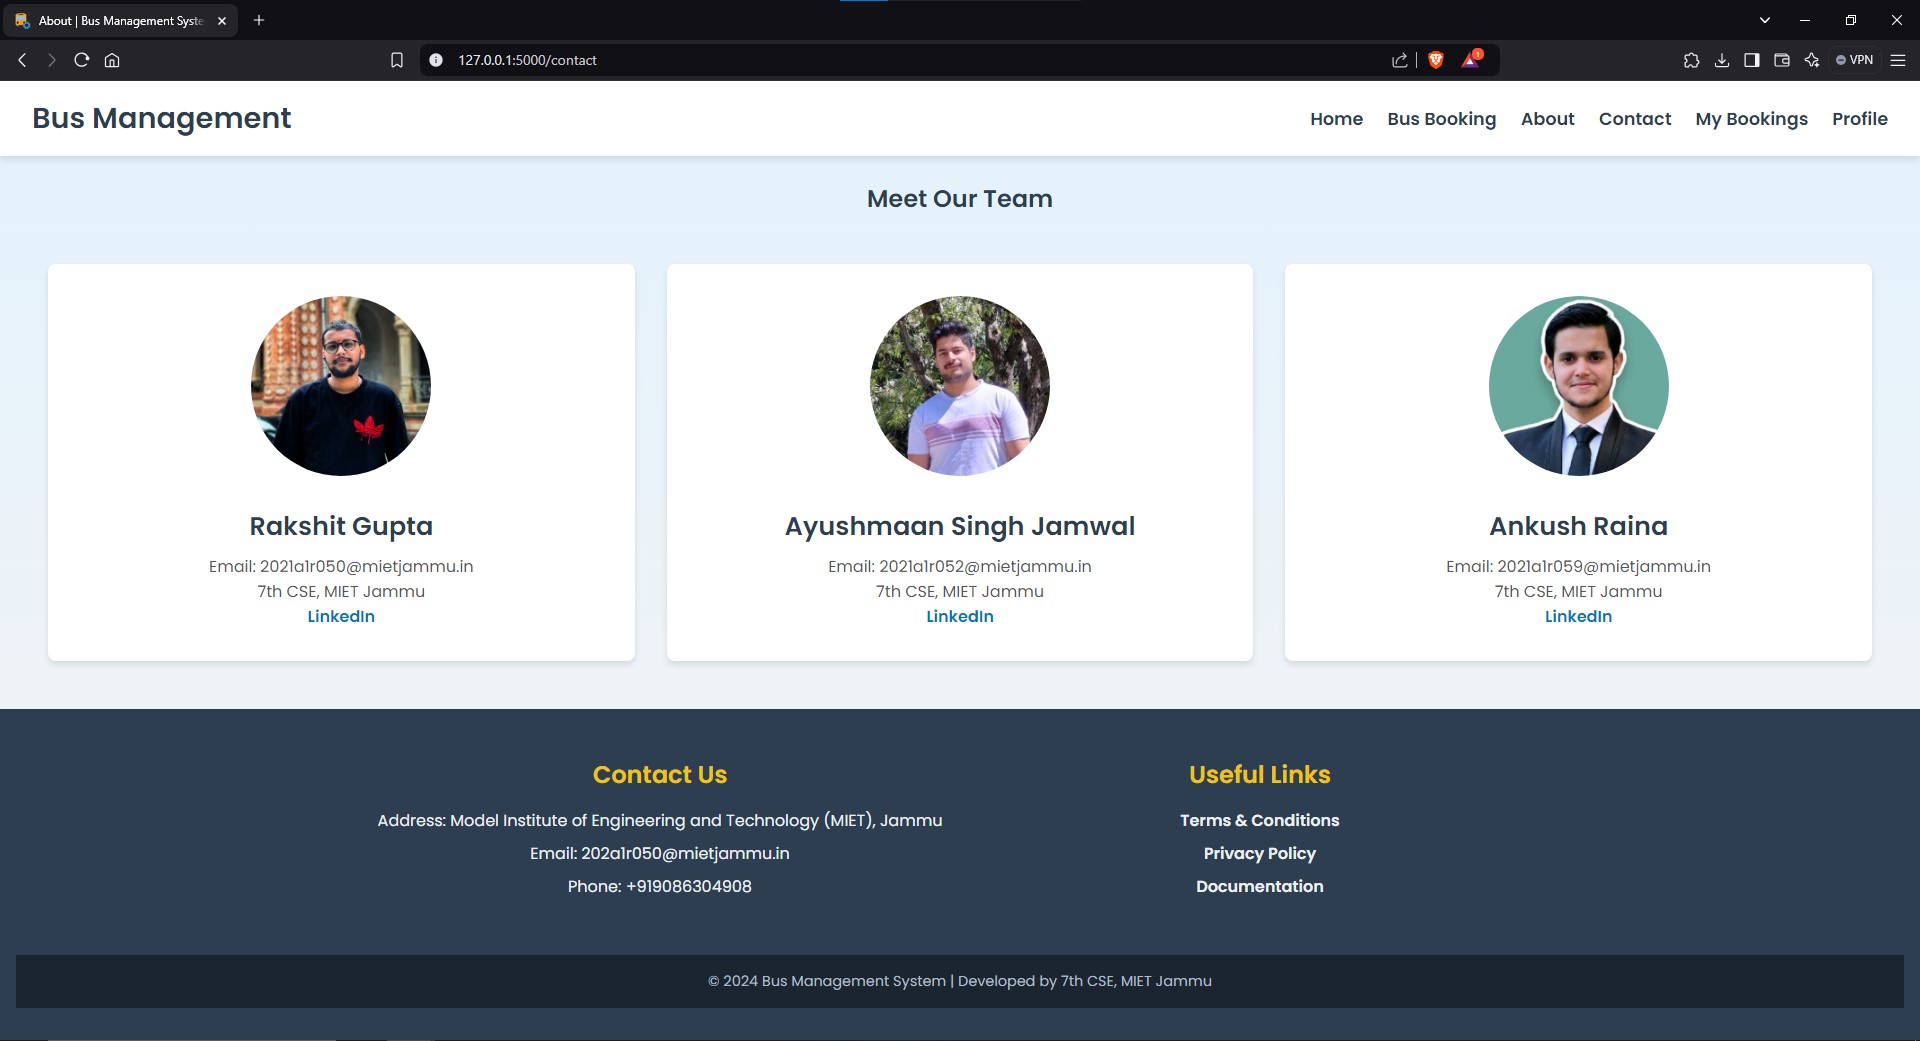 About | Bus Management Syste
127.0.0.1:5000/contact
1
VPN
Bus Management
Home Bus Booking About Contact My Bookings Profile
Meet Our Team
Rakshit Gupta
Email: 2021a1r050@mietjammu.in
7th CSE, MIET Jammu
LinkedIn
Ayushmaan Singh Jamwal
Email: 2021a1r052@mietjammu.in
7th CSE, MIET Jammu
LinkedIn
Ankush Raina
Email: 2021a1r059@mietjammu.in
7th CSE, MIET Jammu
LinkedIn
Contact Us
Address: Model Institute of Engineering and Technology (MIET), Jammu
Email: 202a1r050@mietjammu.in
Phone: +919086304908
Useful Links
Terms & Conditions
Privacy Policy
Documentation
© 2024 Bus Management System | Developed by 7th CSE, MIET Jammu